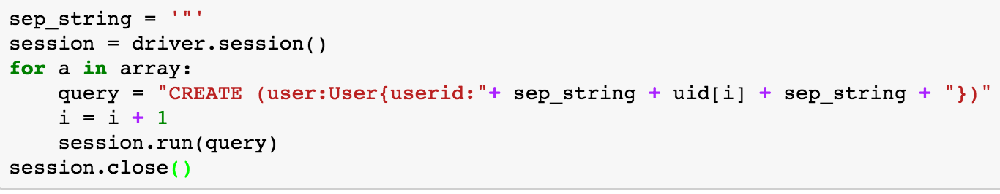 sep_string = '"'
session = driver.session()
for a in array:
    query = "CREATE (user:User{userid:"+ sep_string + uid[i] + sep_string + "})"
    i = i + 1
    session.run(query)
session.close()